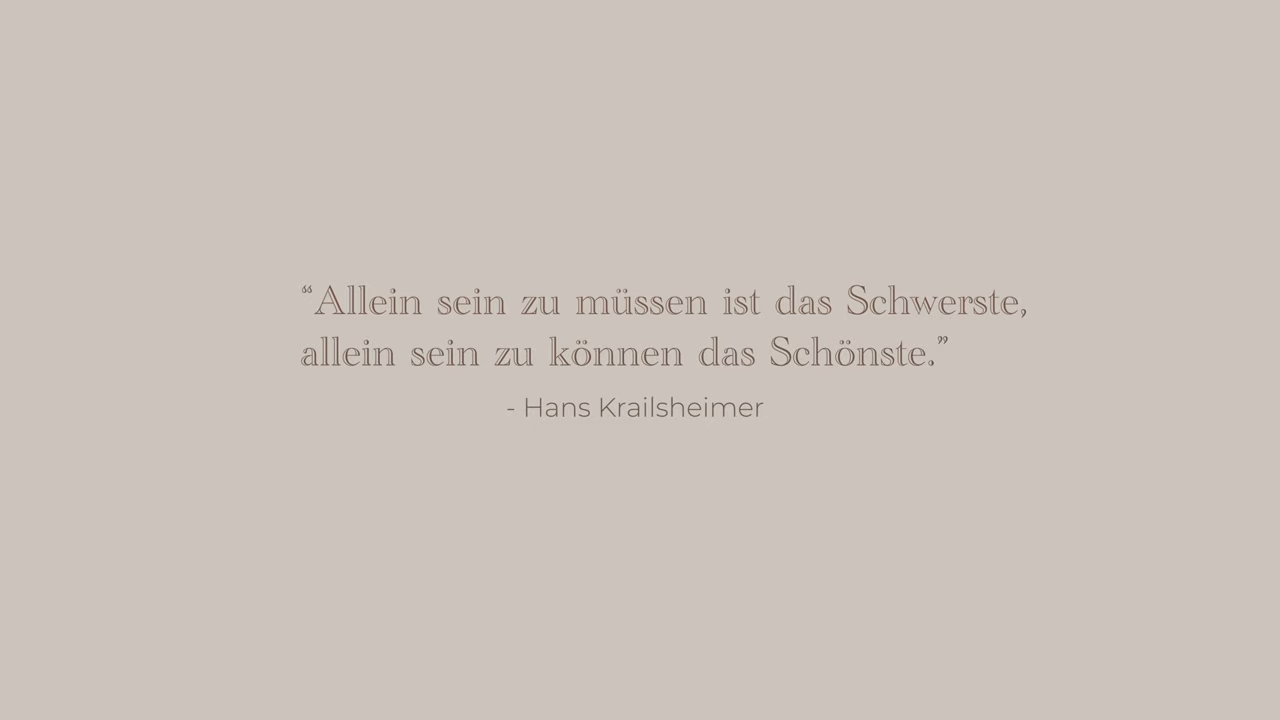 “Allein sein zu müssen ist das Schwerste,
allein sein zu können das Schönste.”
- Hans Krailsheimer